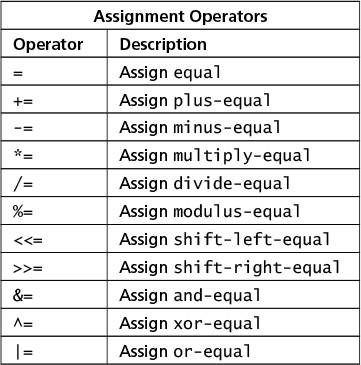 Assignment Operators
Operator Description
= Assign equal
+= Assign plus-equal
-= Assign minus-equal
*= Assign multiply-equal
/= Assign divide-equal
%= Assign modulus-equal
<<= Assign shift-left-equal
>>= Assign shift-right-equal
&= Assign and-equal
^= Assign xor-equal
|= Assign or-equal